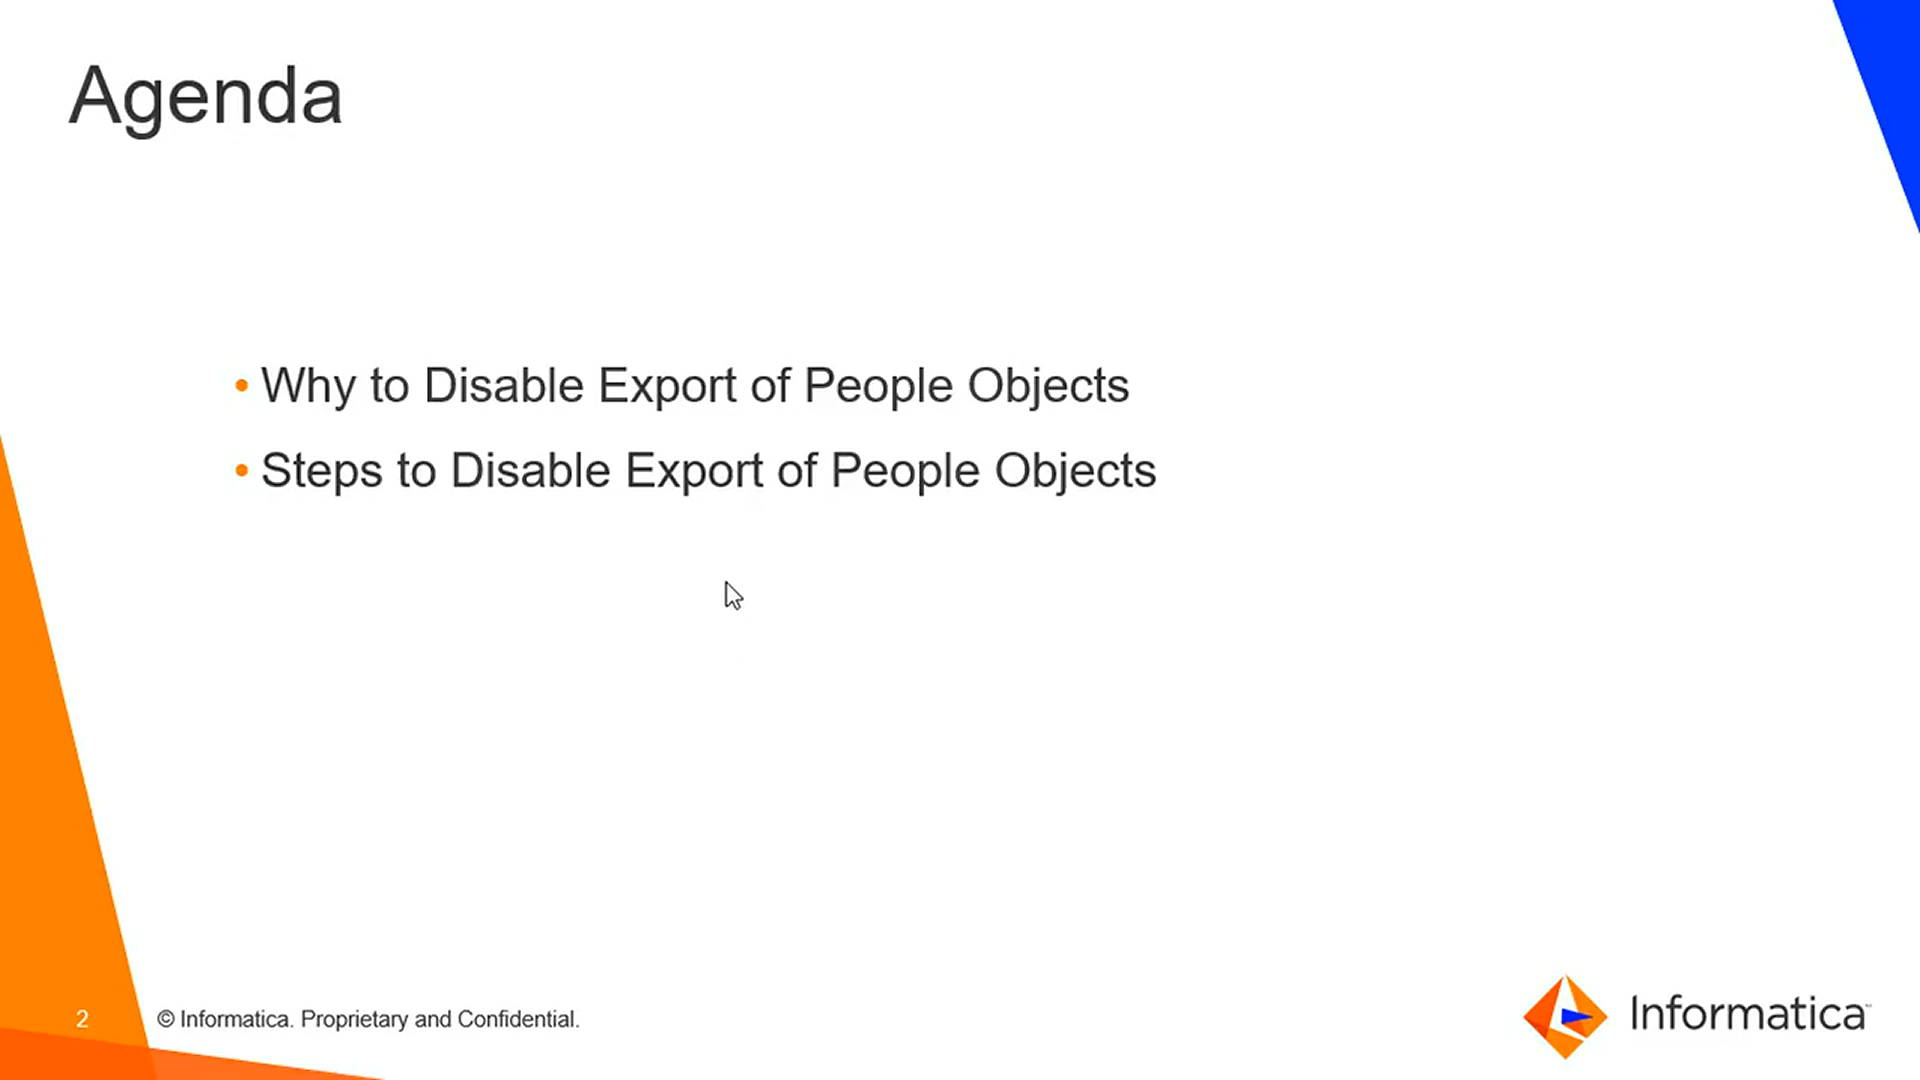 Agenda
• Why to Disable Export of People Objects
• Steps to Disable Export of People Objects
2
© Informatica. Proprietary and Confidential.
Informatica™